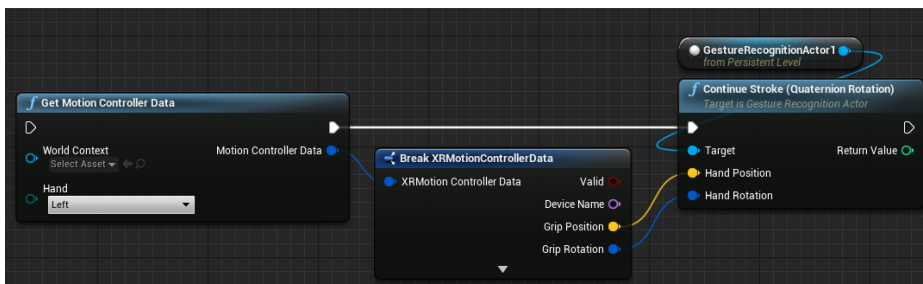 GestureRecognitionActor1
from Persistent Level
f Get Motion Controller Data
World Context
Select Asset
Motion Controller Data
Hand
Left
Break XRMotionControllerData
XRMotion Controller Data
Valid
Device Name
Grip Position
Grip Rotation
f Continue Stroke (Quaternion Rotation)
Target is Gesture Recognition Actor
Target
Return Value
Hand Position
Hand Rotation